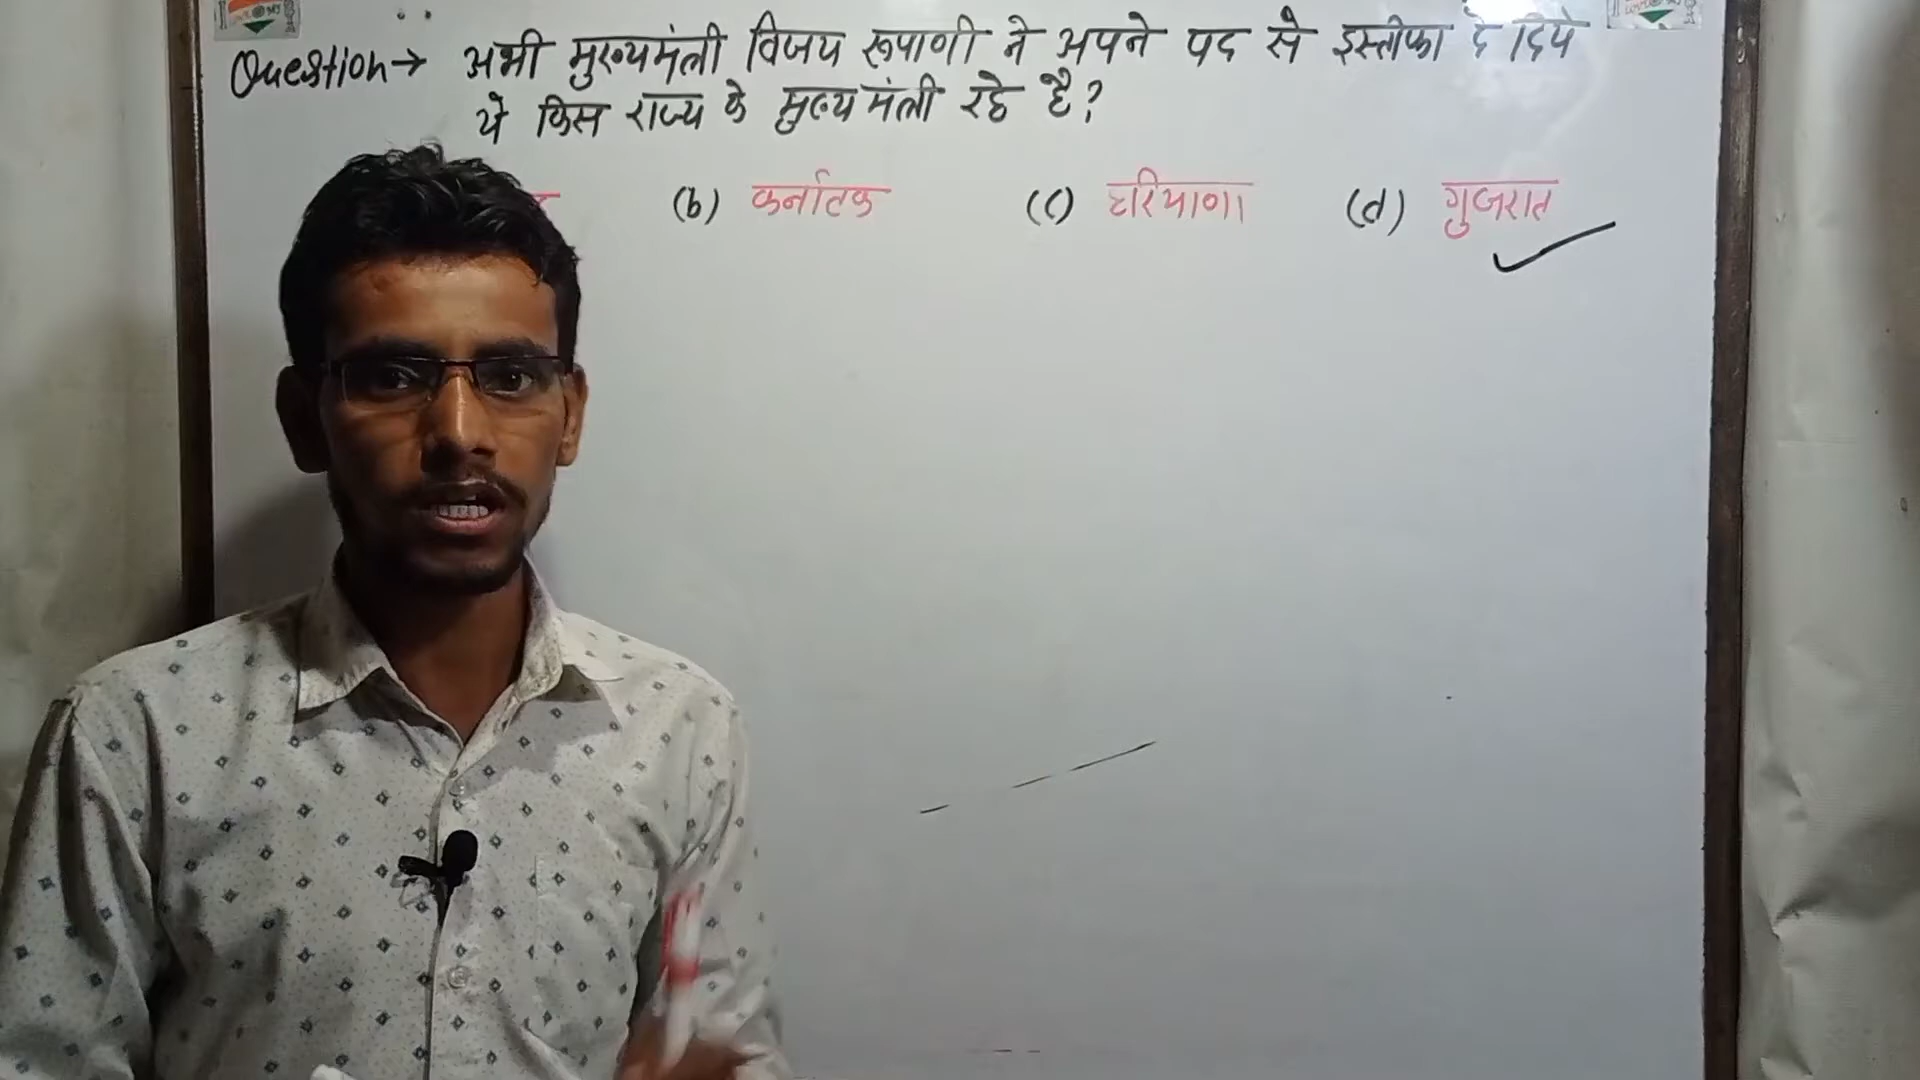 Question→ अभी मुख्यमंत्री विजय रूपाणी ने अपने पद से इस्तीफा दे दिये
ये किस राज्य के मुख्यमंत्री रहे है?
(b) कर्नाटक (c) हरियाणा (d) गुजरात